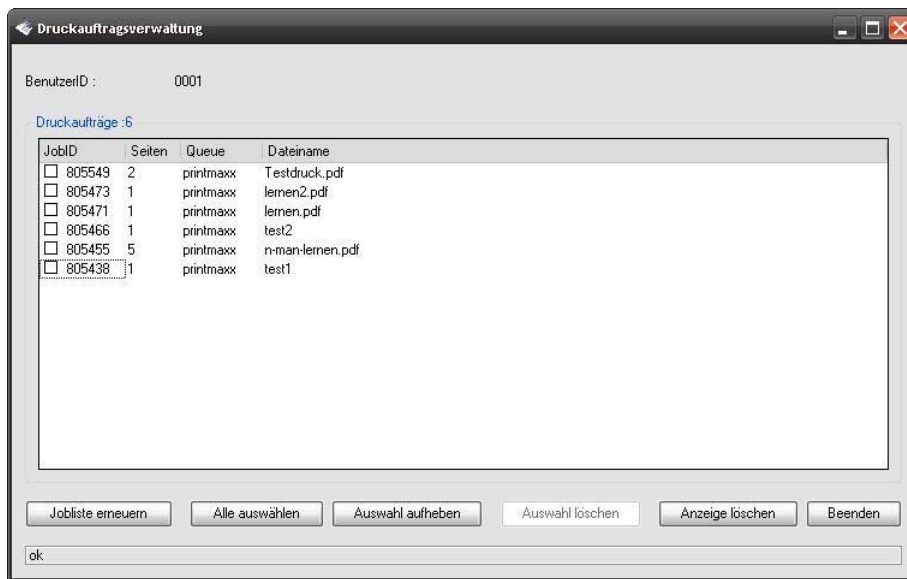 Druckauftragsverwaltung
BenutzerID : 0001
Druckaufträge :6
JobID Seiten Queue Dateiname
805549 2 printmaxx Testdruck.pdf
805473 1 printmaxx lernen2.pdf
805471 1 printmaxx lernen.pdf
805466 1 printmaxx test2
805455 5 printmaxx n-man-lernen.pdf
805438 1 printmaxx test1
Jobliste erneuern Alle auswählen Auswahl aufheben Auswahl löschen Anzeige löschen Beenden
ok